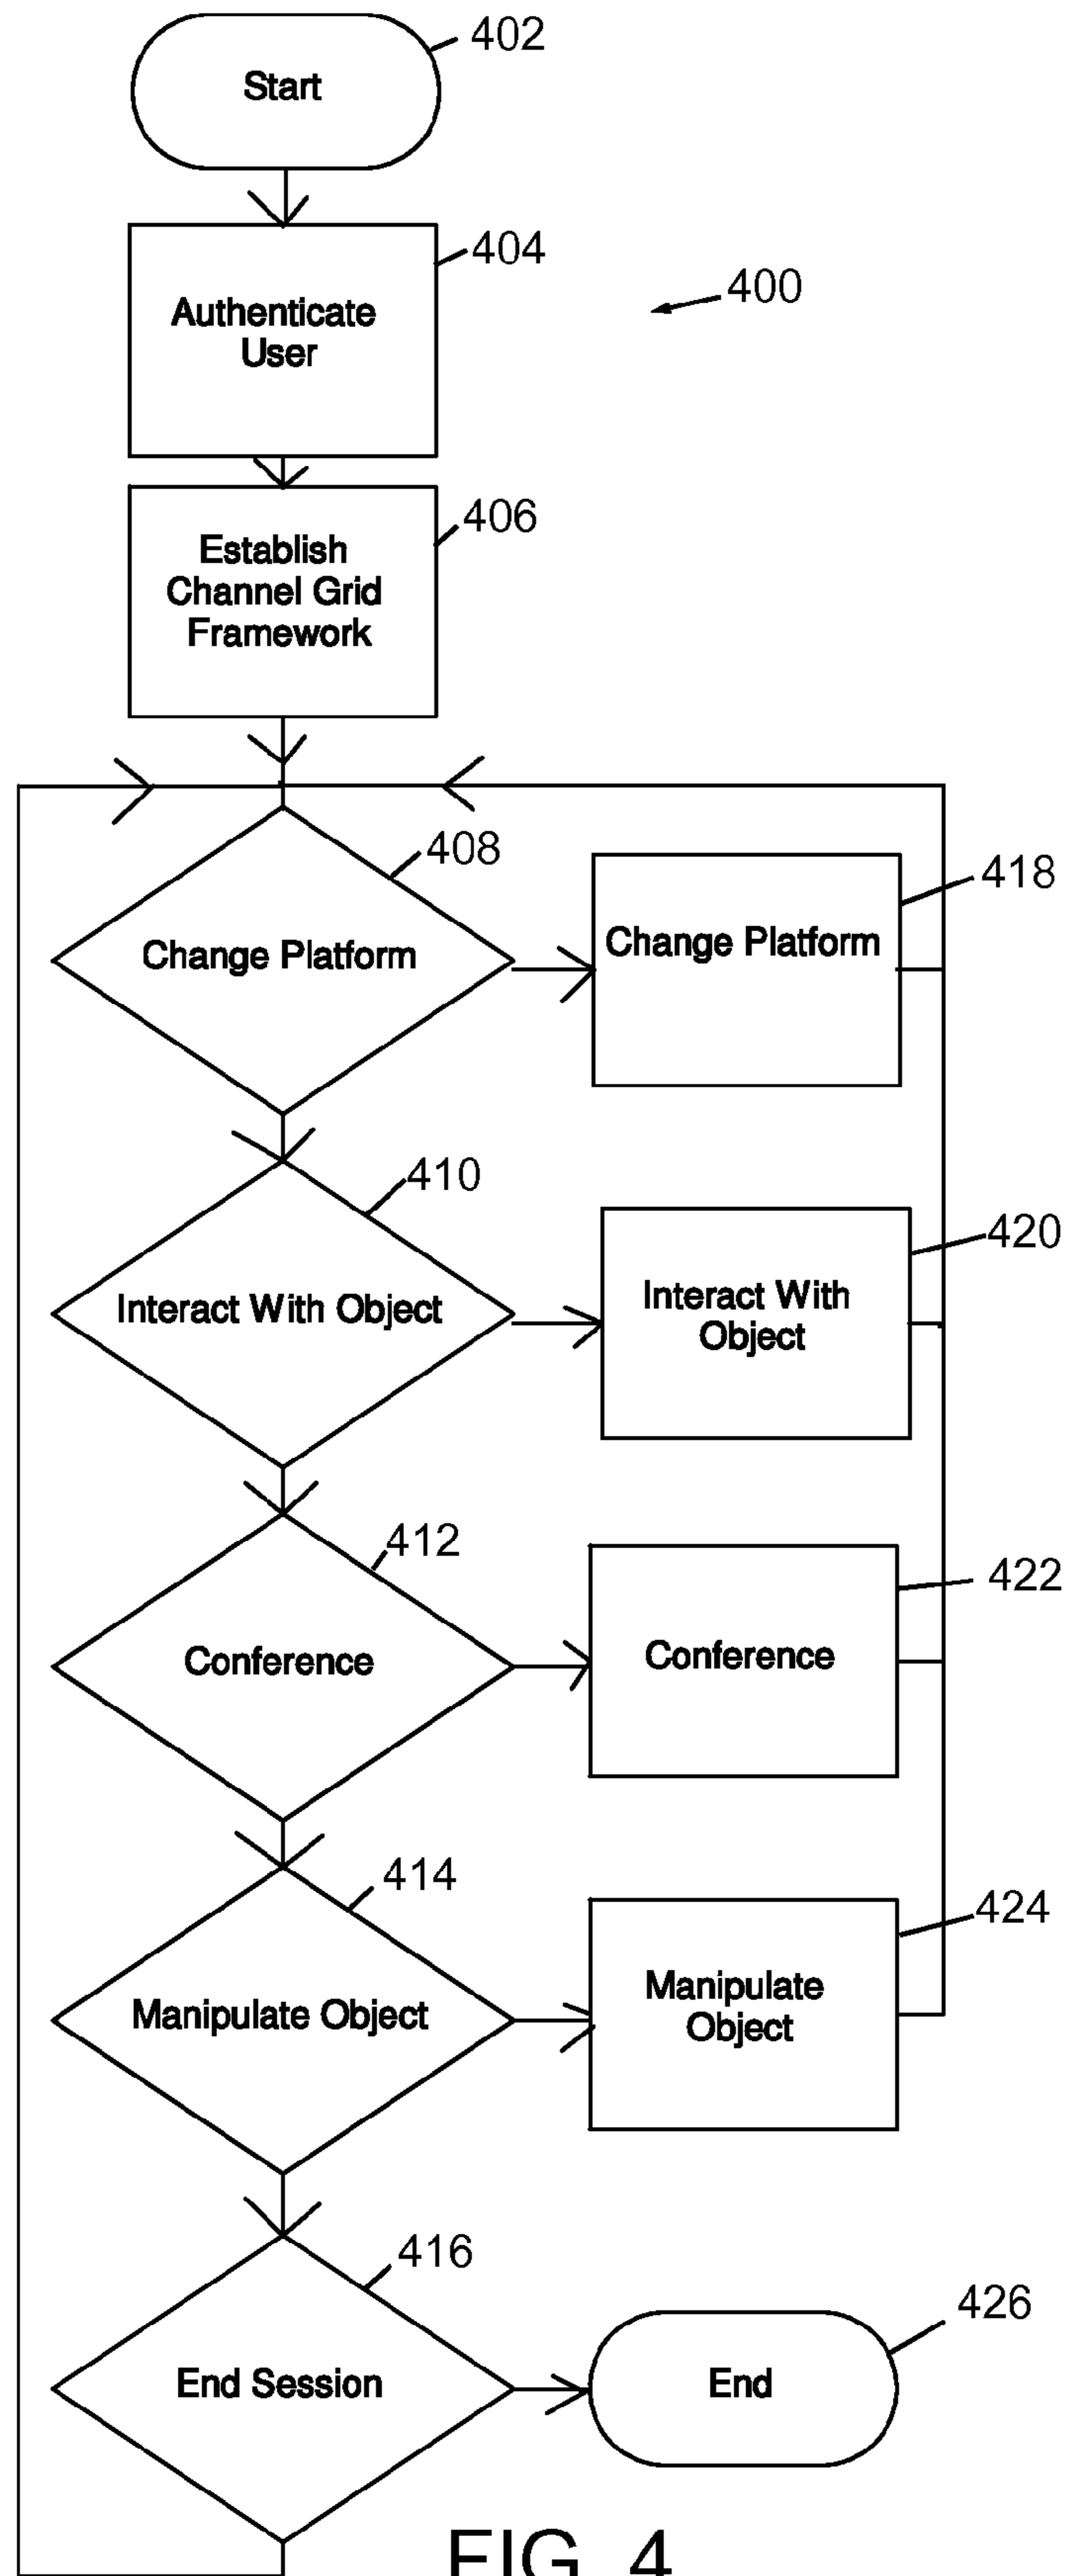 402
Start
404
400
Authenticate
User
406
Establish
Channel Grid
Framework
408
418
Change Platform
Change Platform
410
420
Interact With Object
Interact With
Object
412
422
Conference
Conference
414
424
Manipulate Object
Manipulate
Object
416
426
End Session
End
FIG. 4